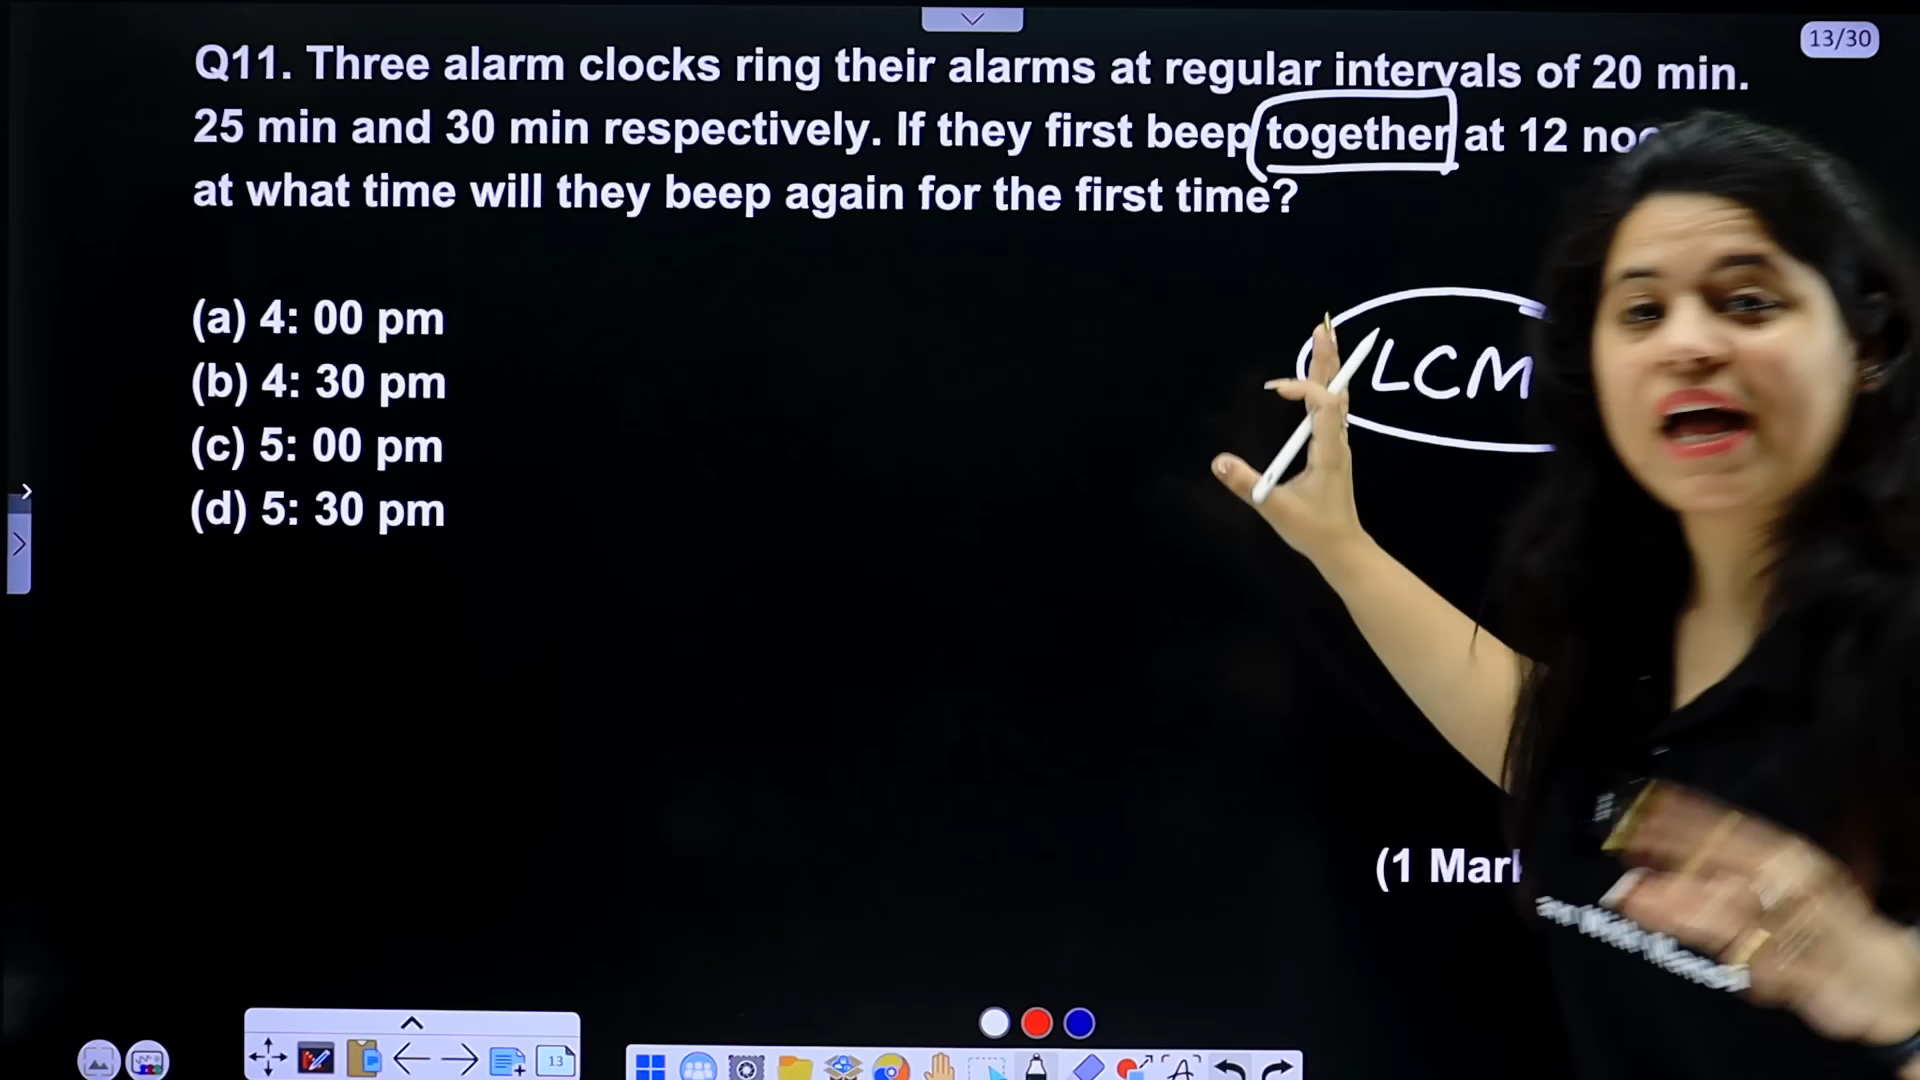 13/30
Q11. Three alarm clocks ring their alarms at regular intervals of 20 min.
25 min and 30 min respectively. If they first beep together at 12
at what time will they beep again for the first time?
(a) 4: 00 pm
(b) 4: 30 pm
(c) 5: 00 pm
(d) 5: 30 pm
LCM
(1
13